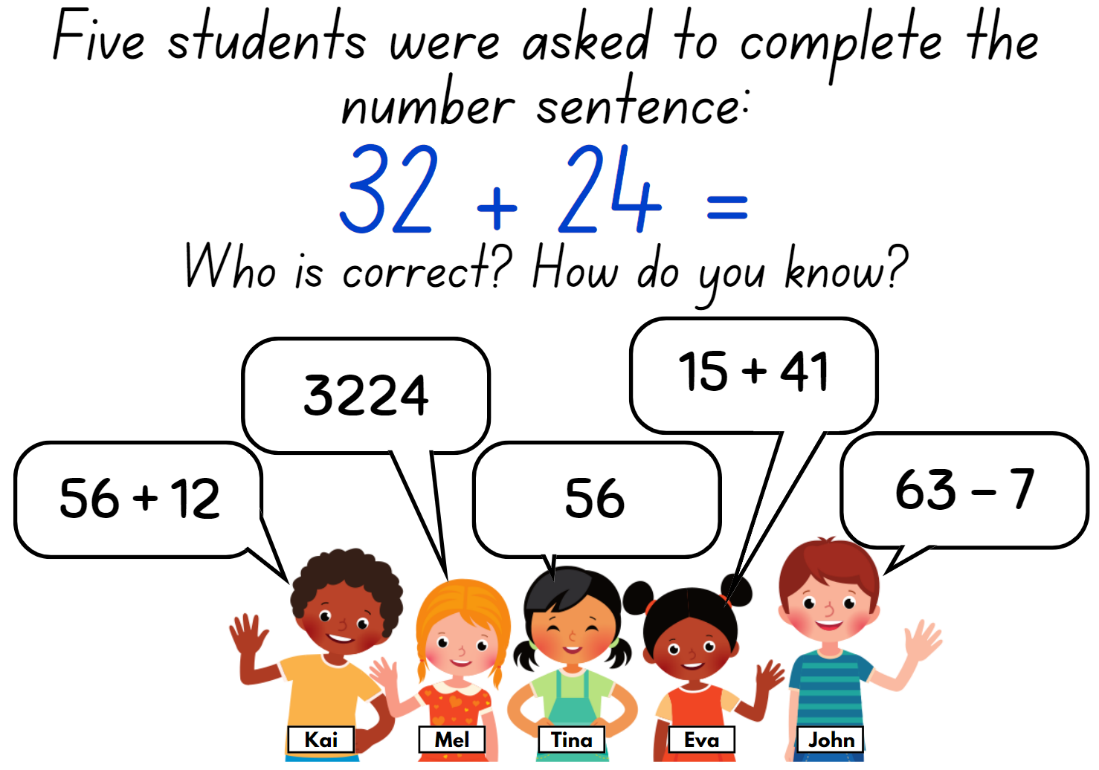 Five students were asked to complete the
number sentence:
32 + 24 =
Who is correct? How do you know?
56 + 12
3224
56
15 + 41
63 – 7
Kai
Mel
Tina
Eva
John